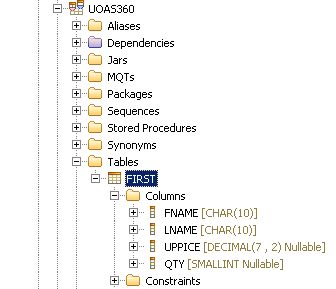 UOAS360
Aliases
Dependencies
Jars
MQTs
Packages
Sequences
Stored Procedures
Synonyms
Tables
FIRST
Columns
FNAME [CHAR(10)]
LNAME [CHAR(10)]
UPPICE [DECIMAL(7 , 2) Nullable]
QTY [SMALLINT Nullable]
Constraints